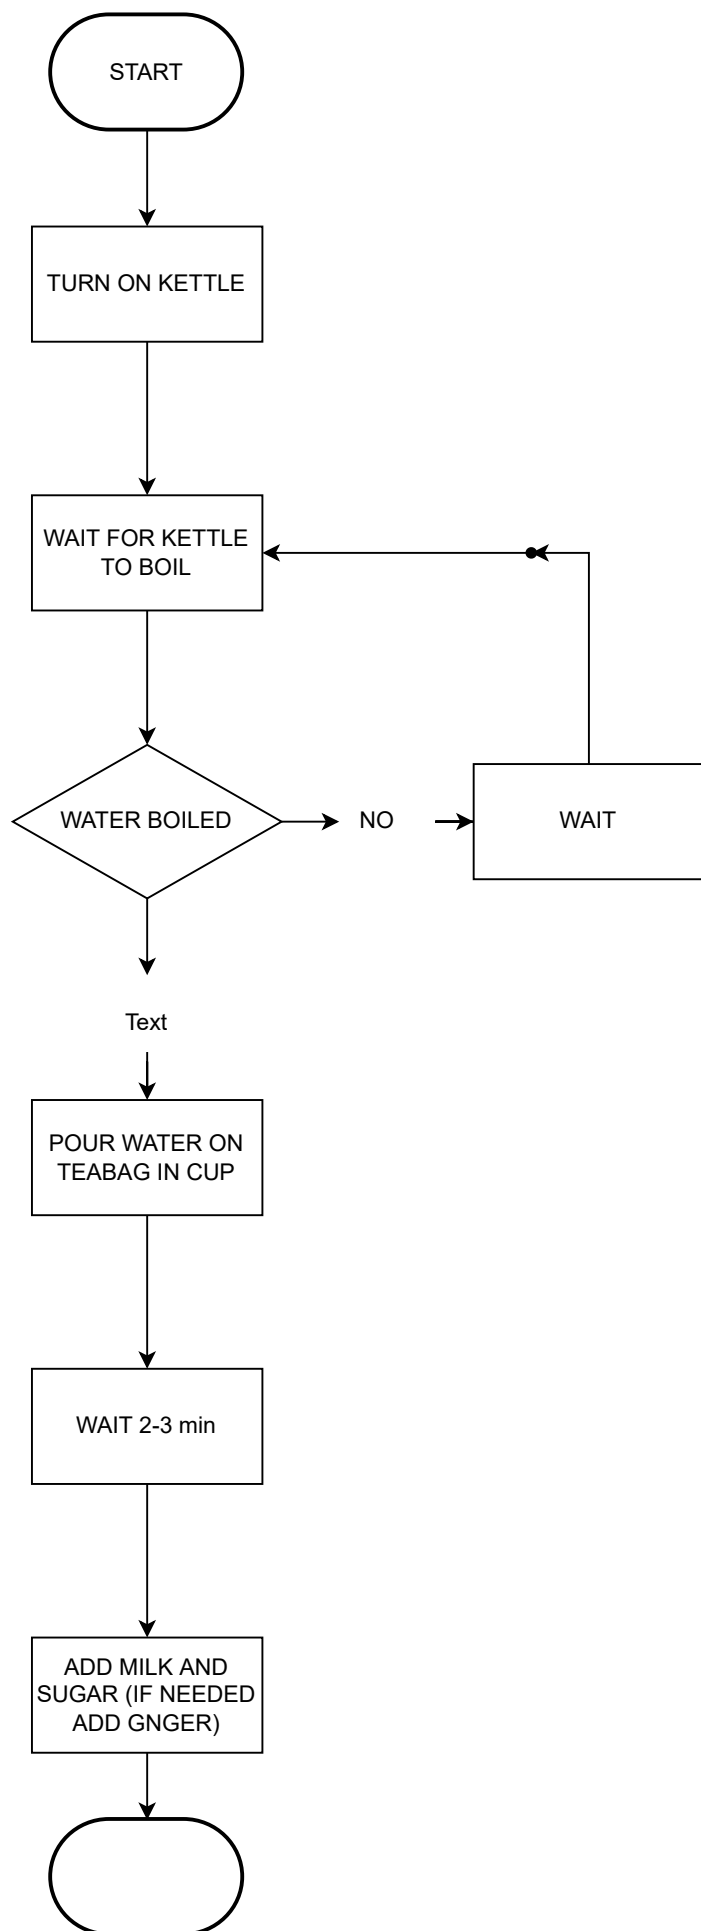 START
TURN ON KETTLE
WAIT FOR KETTLE
TO BOIL
WATER BOILED
NO
WAIT
Text
POUR WATER ON
TEABAG IN CUP
WAIT 2-3 min
ADD MILK AND
SUGAR (IF NEEDED
ADD GNGER)